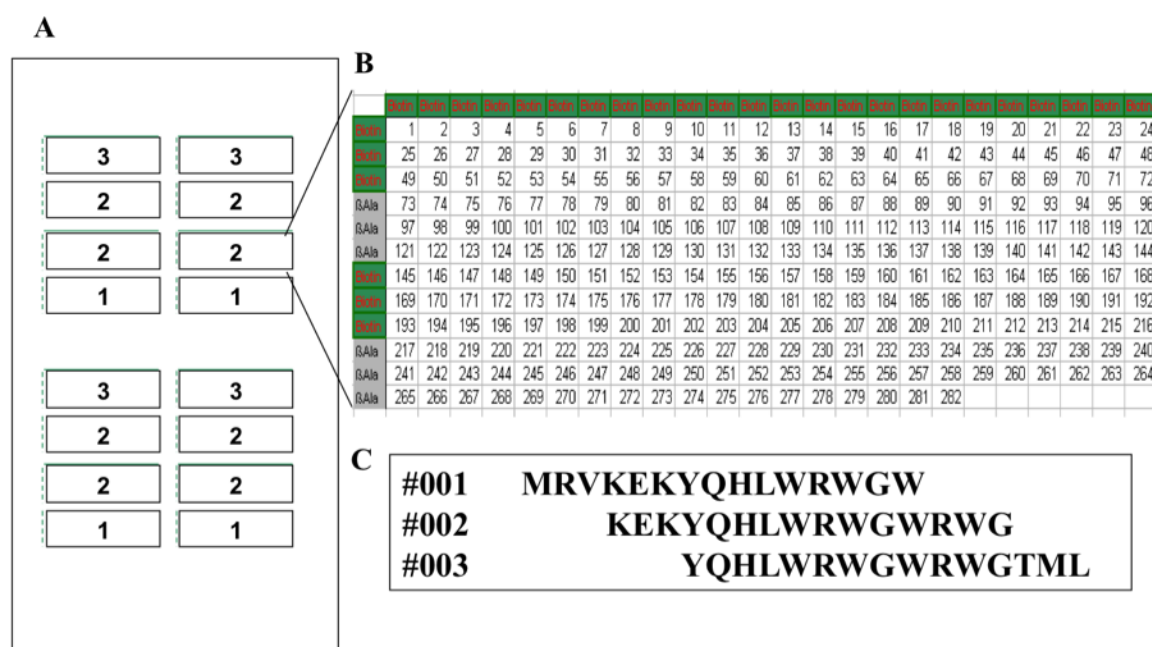 A
3 3
2 2
2 2
1 1
3 3
2 2
2 2
1 1
B
Biotin Biotin Biotin Biotin Biotin Biotin Biotin Biotin Biotin Biotin Biotin Biotin Biotin Biotin Biotin Biotin Biotin Biotin Biotin Biotin Biotin Biotin Biotin Biotin
Biotin 1 2 3 4 5 6 7 8 9 10 11 12 13 14 15 16 17 18 19 20 21 22 23 24
Biotin 25 26 27 28 29 30 31 32 33 34 35 36 37 38 39 40 41 42 43 44 45 46 47 48
Biotin 49 50 51 52 53 54 55 56 57 58 59 60 61 62 63 64 65 66 67 68 69 70 71 72
ßAla 73 74 75 76 77 78 79 80 81 82 83 84 85 86 87 88 89 90 91 92 93 94 95 96
ßAla 97 98 99 100 101 102 103 104 105 106 107 108 109 110 111 112 113 114 115 116 117 118 119 120
ßAla 121 122 123 124 125 126 127 128 129 130 131 132 133 134 135 136 137 138 139 140 141 142 143 144
Biotin 145 146 147 148 149 150 151 152 153 154 155 156 157 158 159 160 161 162 163 164 165 166 167 168
Biotin 169 170 171 172 173 174 175 176 177 178 179 180 181 182 183 184 185 186 187 188 189 190 191 192
Biotin 193 194 195 196 197 198 199 200 201 202 203 204 205 206 207 208 209 210 211 212 213 214 215 216
ßAla 217 218 219 220 221 222 223 224 225 226 227 228 229 230 231 232 233 234 235 236 237 238 239 240
ßAla 241 242 243 244 245 246 247 248 249 250 251 252 253 254 255 256 257 258 259 260 261 262 263 264
ßAla 265 266 267 268 269 270 271 272 273 274 275 276 277 278 279 280 281 282
C
#001 MRVKEKYQHLWRWGW
#002 KEKYQHLWRWGWRWG
#003 YQHLWRWGWRWGTML